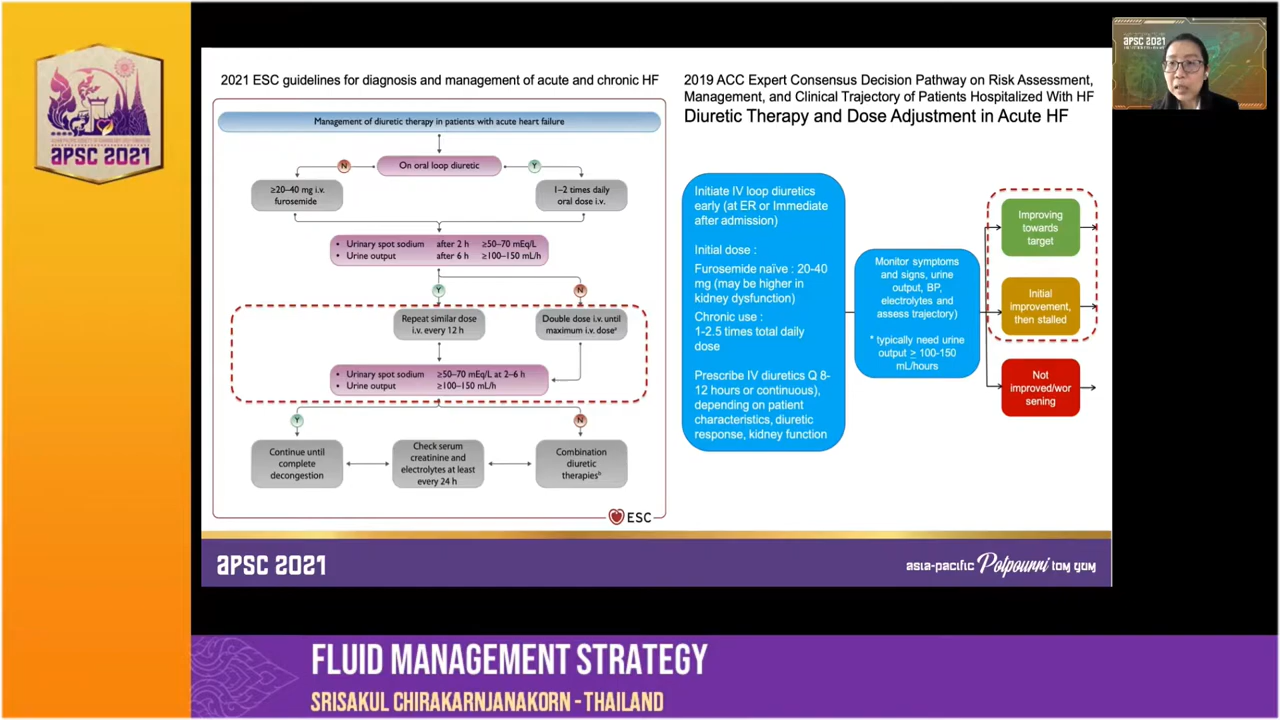 APSC 2021
2021 ESC guidelines for diagnosis and management of acute and chronic HF
Management of diuretic therapy in patients with acute heart failure
N
On oral loop diuretic
Y
≥20–40 mg i.v.
furosemide
1–2 times daily
oral dose i.v.
• Urinary spot sodium after 2 h ≥50–70 mEq/L
• Urine output after 6 h ≥100–150 mL/h
Y
N
Repeat similar dose
i.v. every 12 h
Double dose i.v. until
maximum i.v. doseᵃ
• Urinary spot sodium ≥50–70 mEq/L at 2–6 h
• Urine output ≥100–150 mL/h
Y
N
Continue until
complete
decongestion
Check serum
creatinine and
electrolytes at least
every 24 h
Combination
diuretic
therapiesᵇ
ESC
2019 ACC Expert Consensus Decision Pathway on Risk Assessment,
Management, and Clinical Trajectory of Patients Hospitalized With HF
Diuretic Therapy and Dose Adjustment in Acute HF
Initiate IV loop diuretics
early (at ER or Immediate
after admission)
Initial dose :
Furosemide naïve : 20-40
mg (may be higher in
kidney dysfunction)
Chronic use :
1-2.5 times total daily
dose
Prescribe IV diuretics Q 8-
12 hours or continuous),
depending on patient
characteristics, diuretic
response, kidney function
Monitor symptoms
and signs, urine
output, BP,
electrolytes and
assess trajectory)
* typically need urine
output ≥ 100-150
mL/hours
Improving
towards
target
Initial
improvement,
then stalled
Not
improved/wor
sening
APSC 2021
APSC 2021
asia-pacific Potpourri tom yum
FLUID MANAGEMENT STRATEGY
SRISAKUL CHIRAKARNJANAKORN - THAILAND